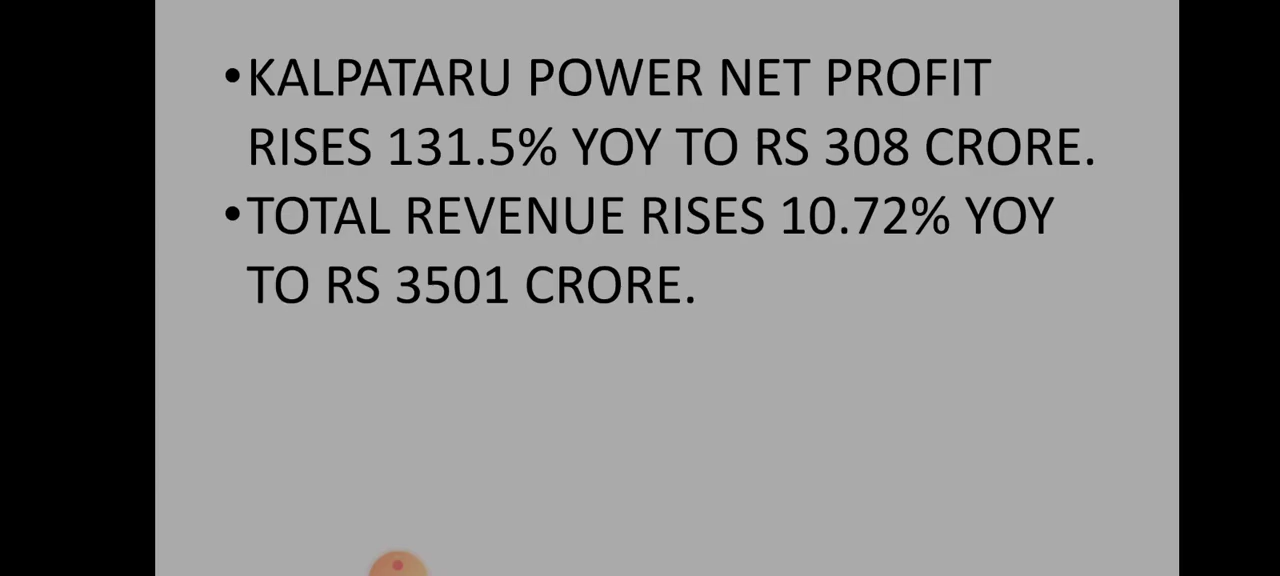 •KALPATARU POWER NET PROFIT
RISES 131.5% YOY TO RS 308 CRORE.
•TOTAL REVENUE RISES 10.72% YOY
TO RS 3501 CRORE.